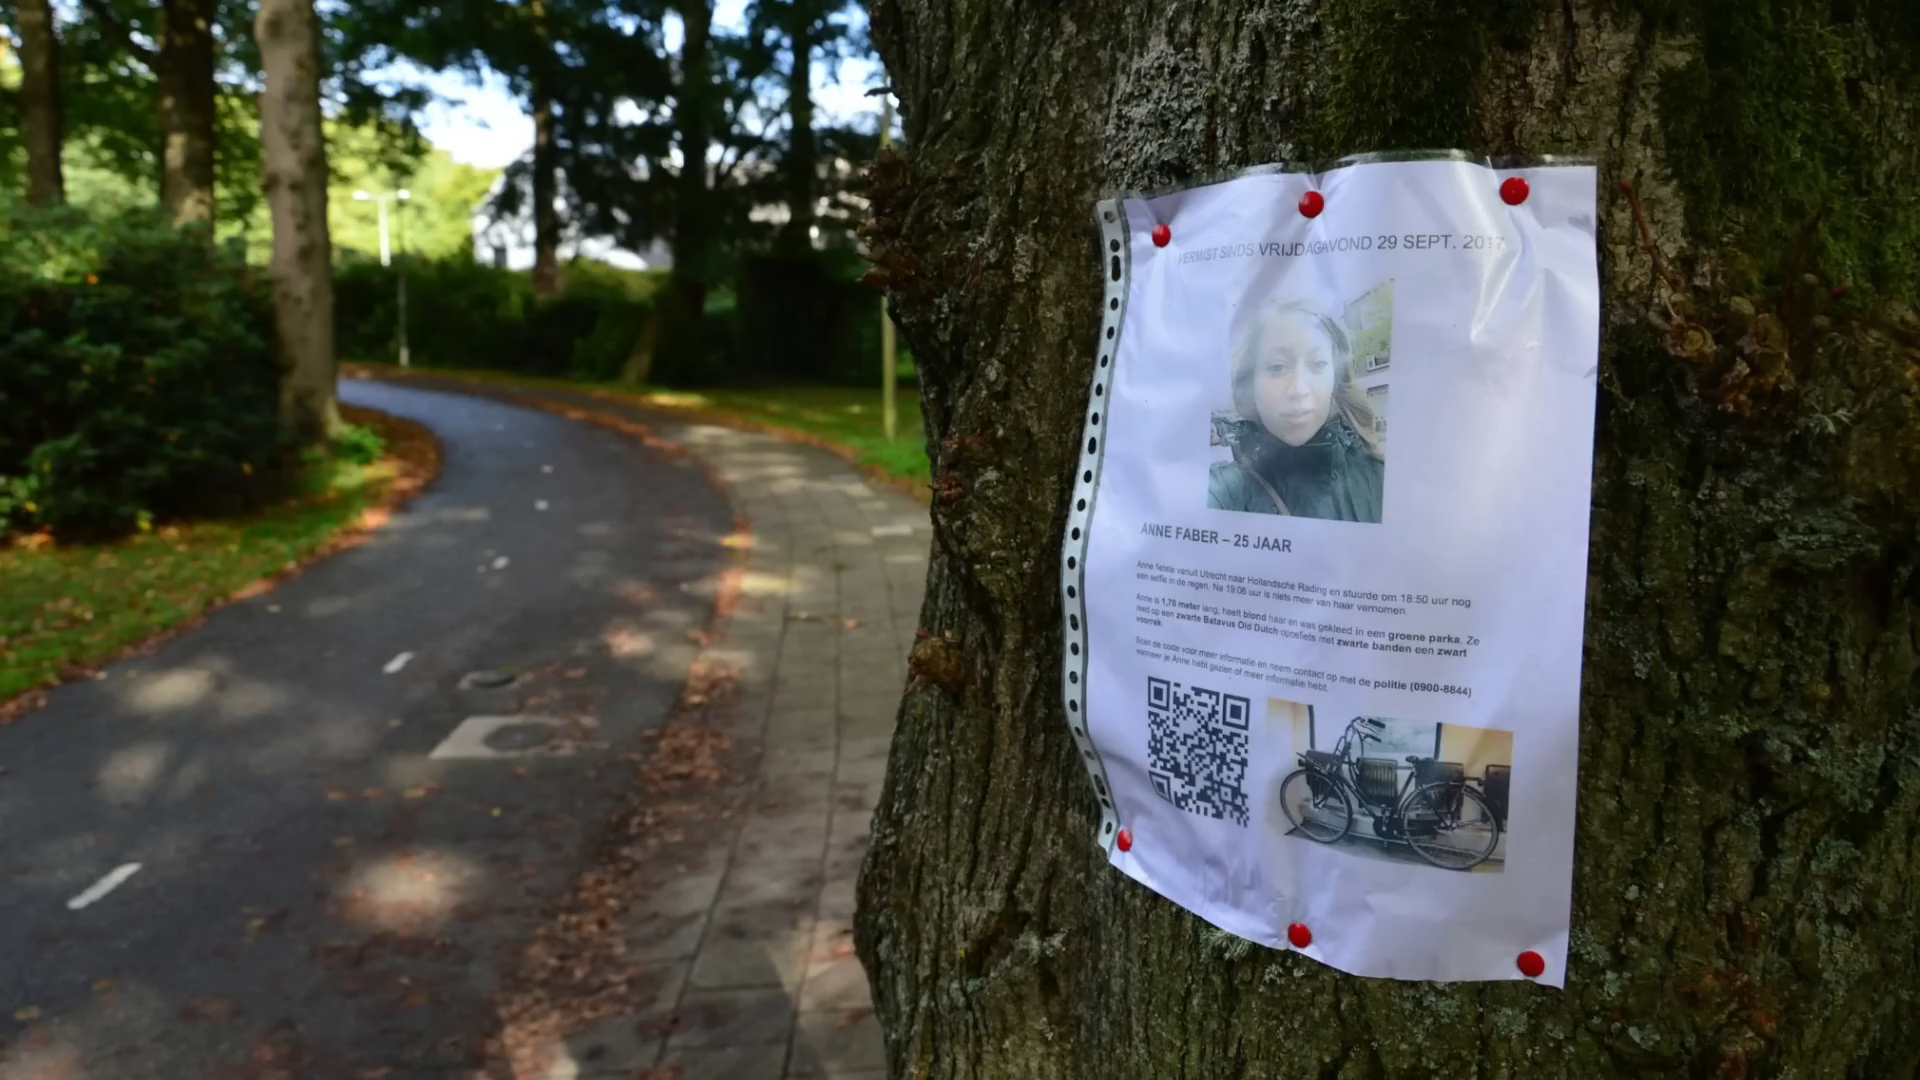 VERMIST SINDS VRIJDAGAVOND 29 SEPT. 2017
ANNE FABER – 25 JAAR
Anne fietste vanuit Utrecht naar Hollandsche Rading en stuurde om 18:50 uur nog
een selfie in de regen. Na 19:06 uur is niets meer van haar vernomen.
Anne is 1,70 meter lang, heeft blond haar en was gekleed in een groene parka. Ze
reed op een zwarte Batavus Old Dutch opoefiets met zwarte banden een zwart
voorrek.
Scan de code voor meer informatie en neem contact op met de politie (0900-8844)
wanneer je Anne hebt gezien of meer informatie hebt.